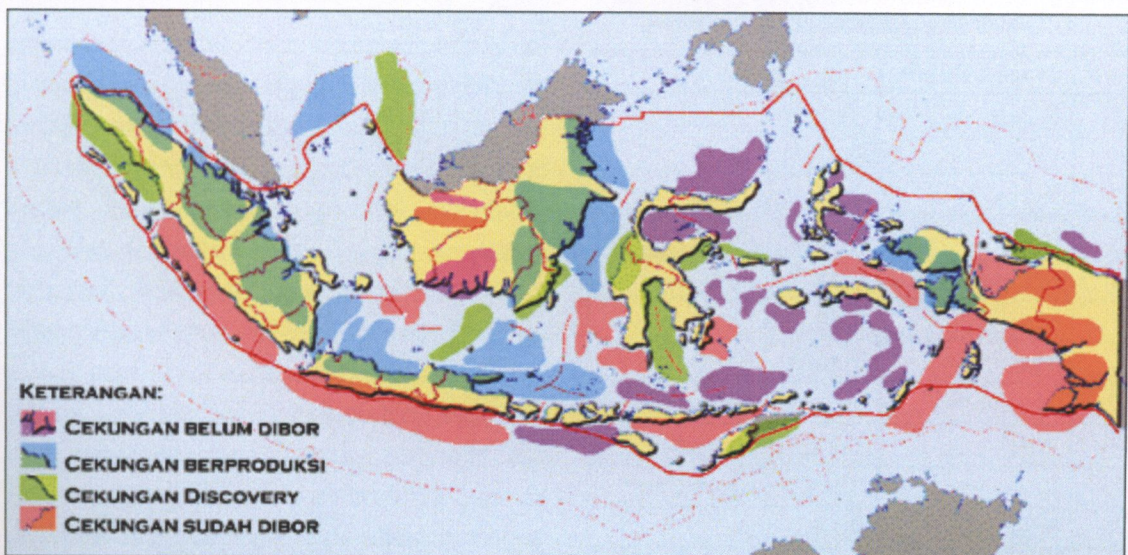 KETERANGAN:
CEKUNGAN BELUM DIBOR
CEKUNGAN BERPRODUKSI
CEKUNGAN DISCOVERY
CEKUNGAN SUDAH DIBOR